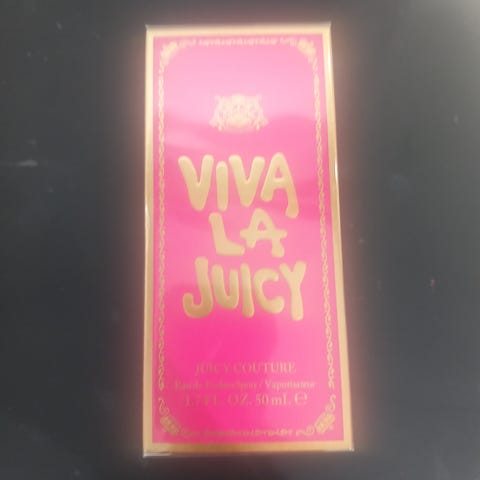 VIVA
LA
JUICY
JUICY COUTURE
Eau de Parfum Spray / Vaporisateur
1.7 FL. OZ. 50 mL e